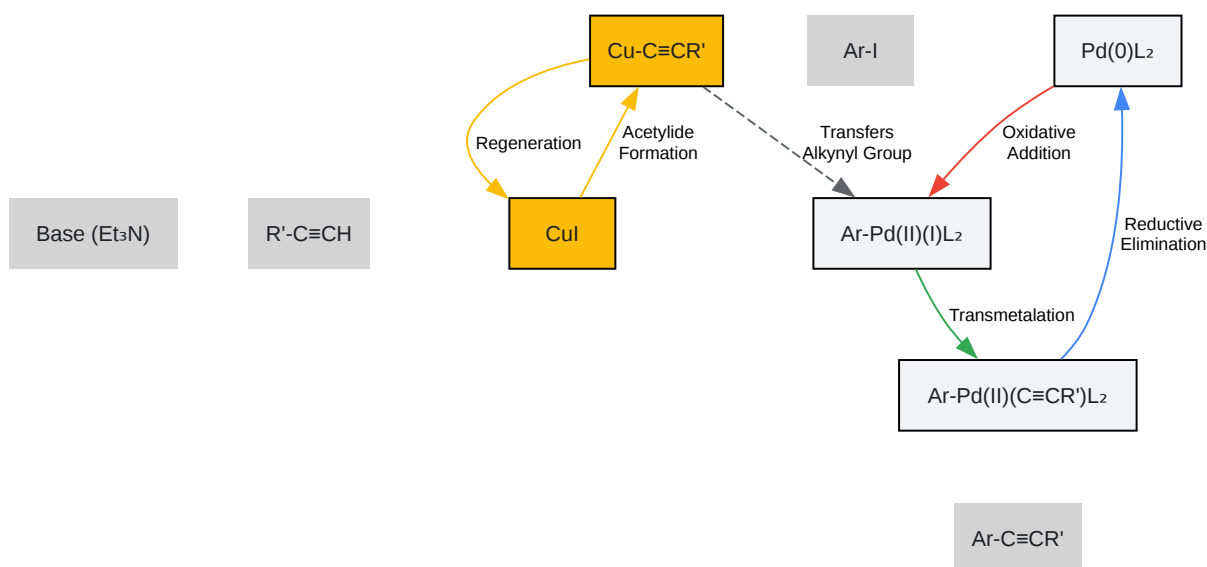 Cu-C≡CR'
Ar-I
Pd(0)L₂
Regeneration
Acetylide
Formation
Transfers
Alkynyl Group
Oxidative
Addition
Base (Et₃N)
R'-C≡CH
CuI
Ar-Pd(II)(I)L₂
Reductive
Elimination
Transmetalation
Ar-Pd(II)(C≡CR')L₂
Ar-C≡CR'